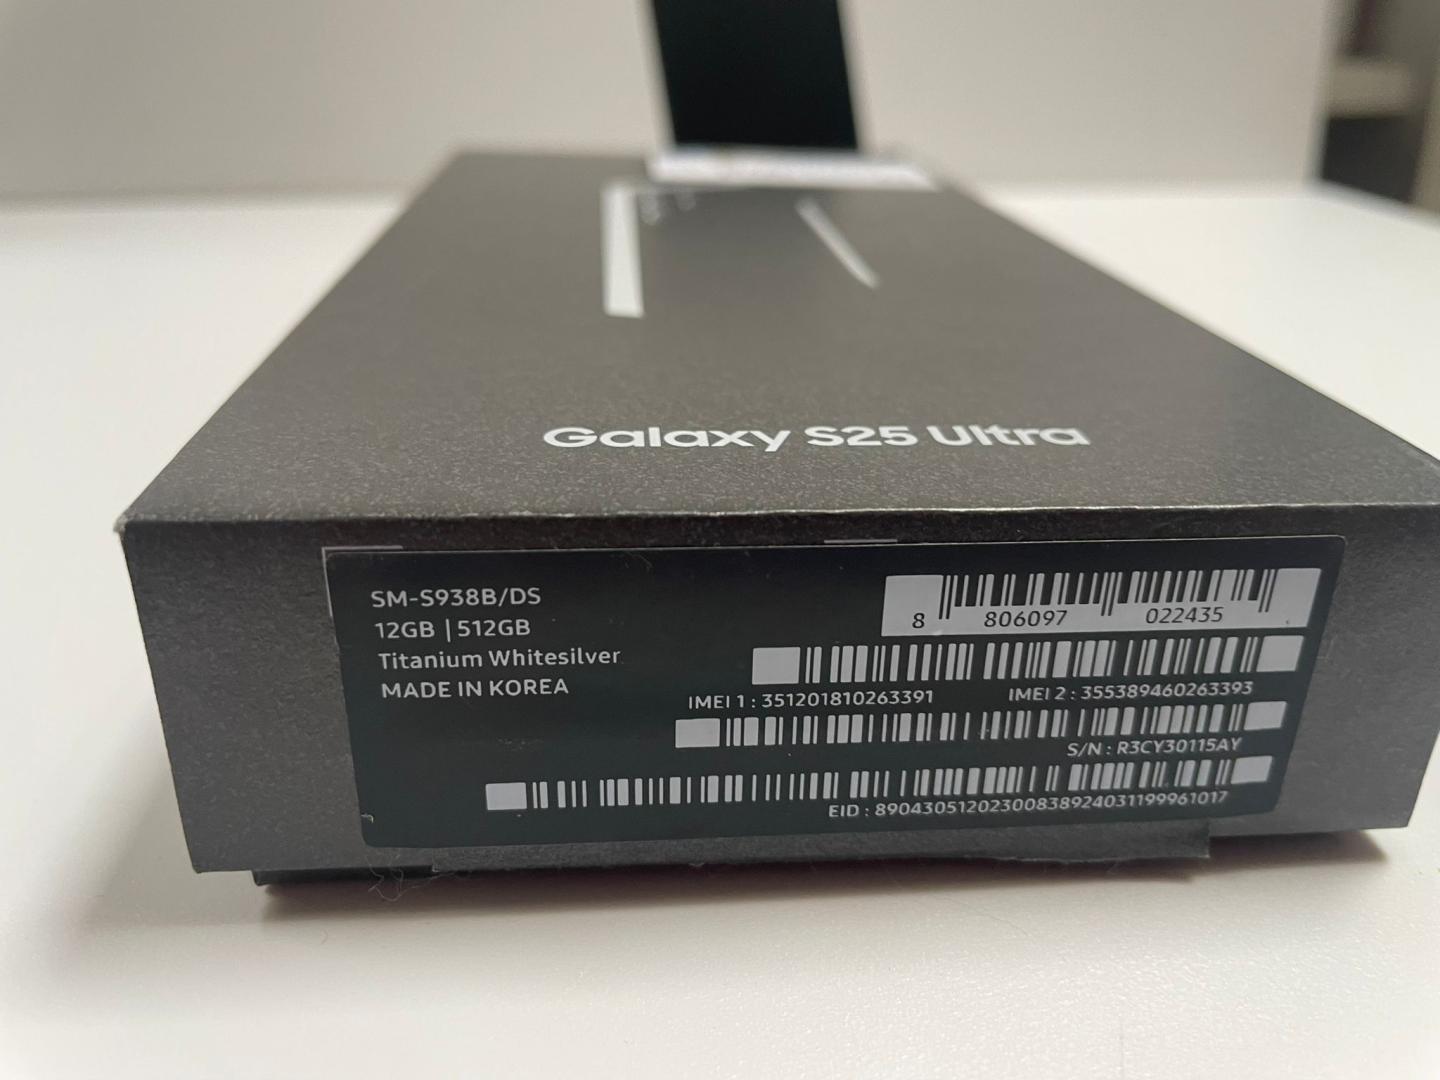 Galaxy S25 Ultra
SM-S938B/DS
12GB | 512GB
Titanium Whitesilver
MADE IN KOREA
8 806097 022435
IMEI 1 : 351201810263391 IMEI 2 : 355389460263393
S/N : R3CY30115AY
EID : 89043051202300838924031199961017